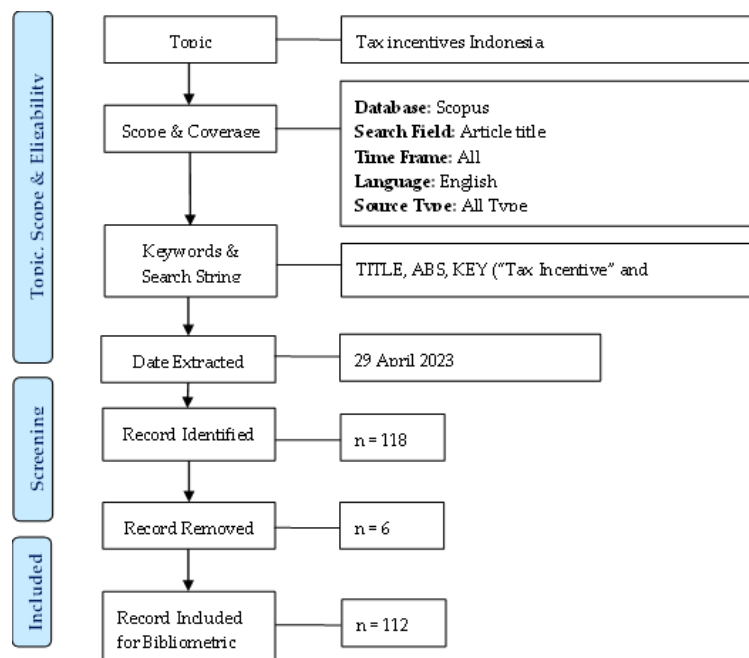 Topic, Scope & Eligability
Topic
Tax incentives Indonesia
Scope & Coverage
Database: Scopus
Search Field: Article title
Time Frame: All
Language: English
Source Type: All Type
Keywords &
Search String
TITLE, ABS, KEY (“Tax Incentive” and
Date Extracted
29 April 2023
Screening
Record Identified
n = 118
Record Removed
n = 6
Included
Record Included
for Bibliometric
n = 112